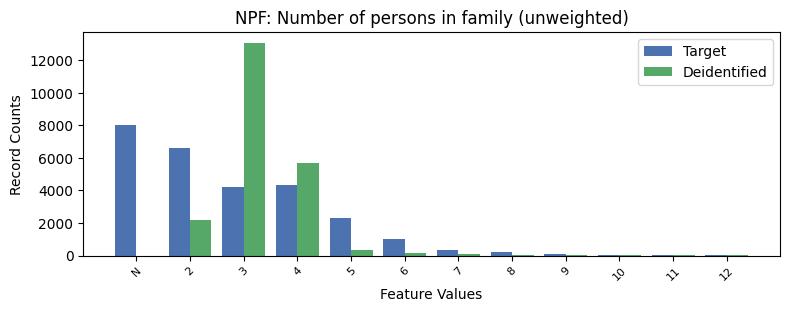 NPF: Number of persons in family (unweighted)
Target
Deidentified
12000
10000
8000
6000
4000
2000
0
Record Counts
N 2 3 4 5 6 7 8 9 10 11 12
Feature Values